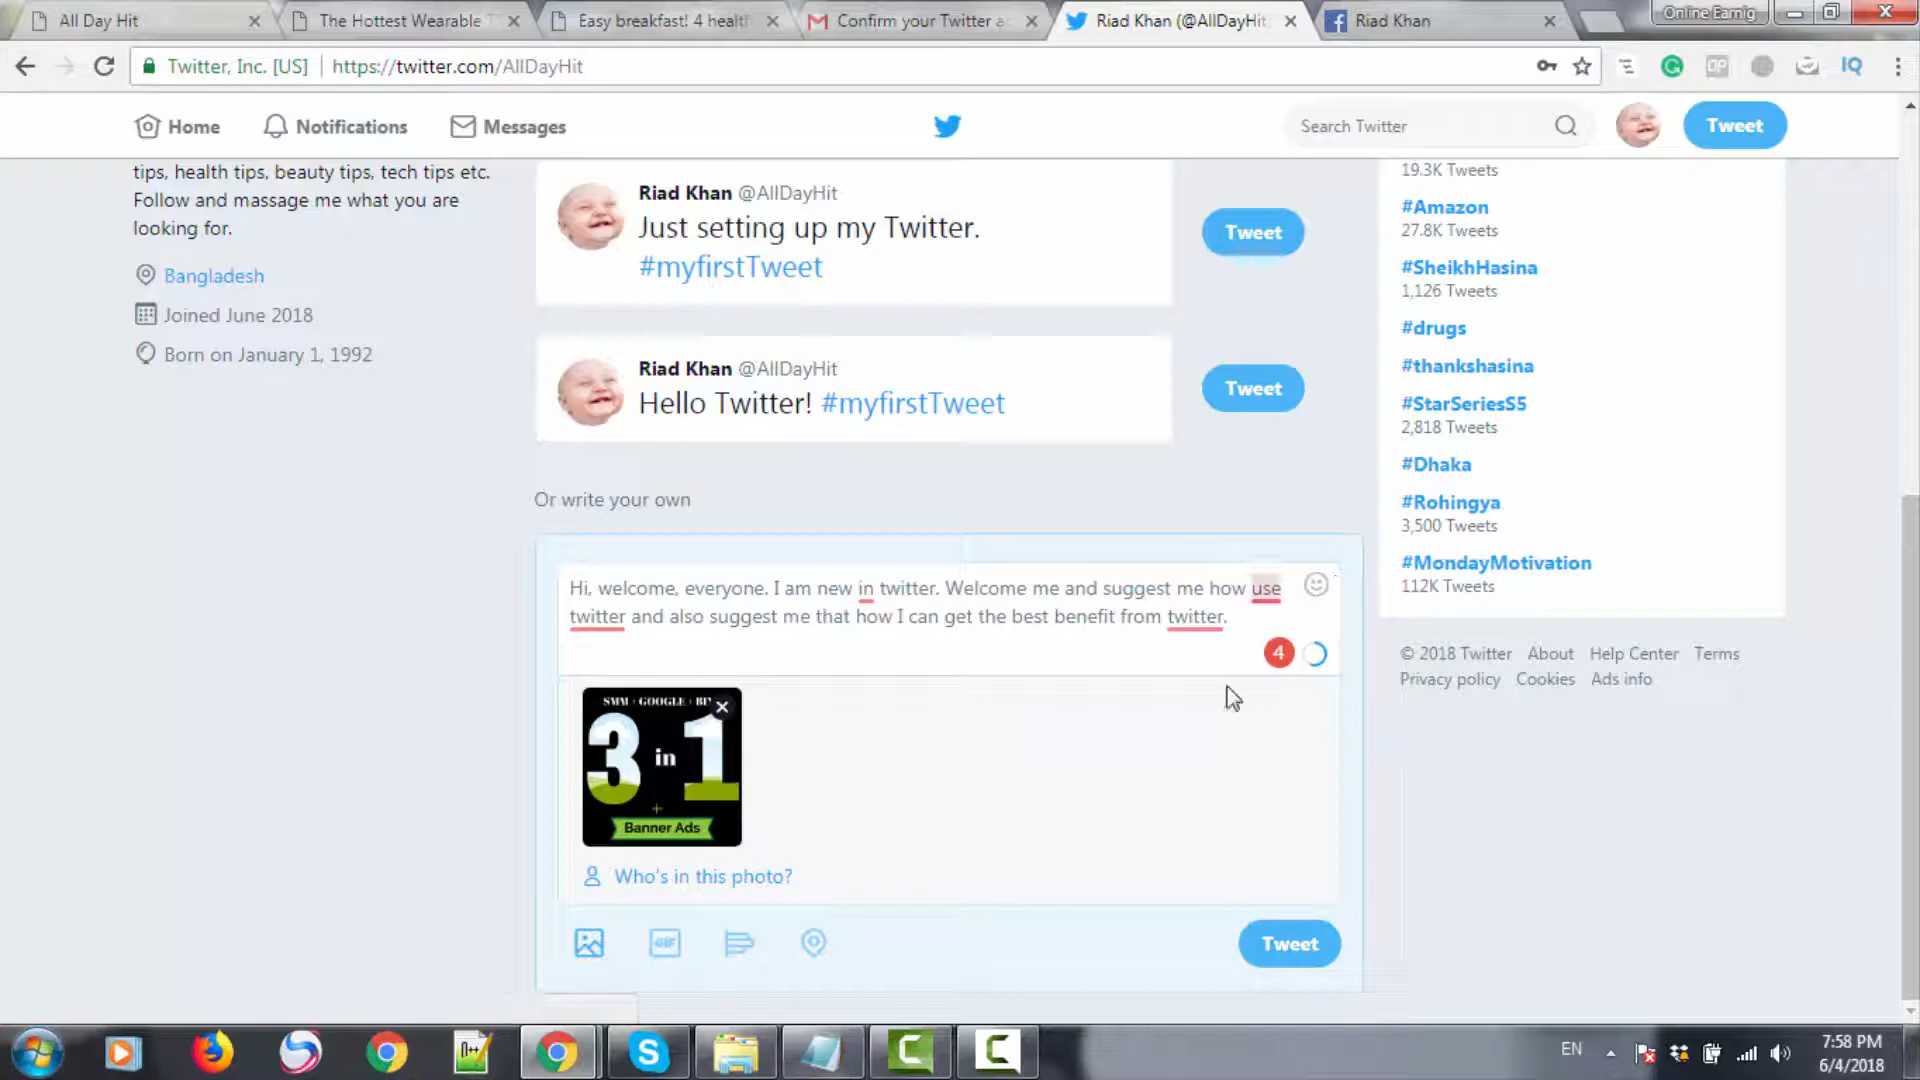 All Day Hit
The Hottest Wearable T
Easy breakfast! 4 healt
Confirm your Twitter a
Riad Khan (@AllDayHit
Riad Khan
Online Earnig
Twitter, Inc. [US]
https://twitter.com/AllDayHit
IQ
Home
Notifications
Messages
Search Twitter
Tweet
tips, health tips, beauty tips, tech tips etc.
Follow and massage me what you are
looking for.
Bangladesh
Joined June 2018
Born on January 1, 1992
Riad Khan @AllDayHit
Just setting up my Twitter.
#myfirstTweet
Tweet
Riad Khan @AllDayHit
Hello Twitter! #myfirstTweet
Tweet
Or write your own
Hi, welcome, everyone. I am new in twitter. Welcome me and suggest me how use
twitter and also suggest me that how I can get the best benefit from twitter.
4
SMM + GOOGLE + BI
3 in 1
+
Banner Ads
Who's in this photo?
GIF
Tweet
19.3K Tweets
#Amazon
27.8K Tweets
#SheikhHasina
1,126 Tweets
#drugs
#thankshasina
#StarSeriesS5
2,818 Tweets
#Dhaka
#Rohingya
3,500 Tweets
#MondayMotivation
112K Tweets
© 2018 Twitter About Help Center Terms
Privacy policy Cookies Ads info
EN
7:58 PM
6/4/2018